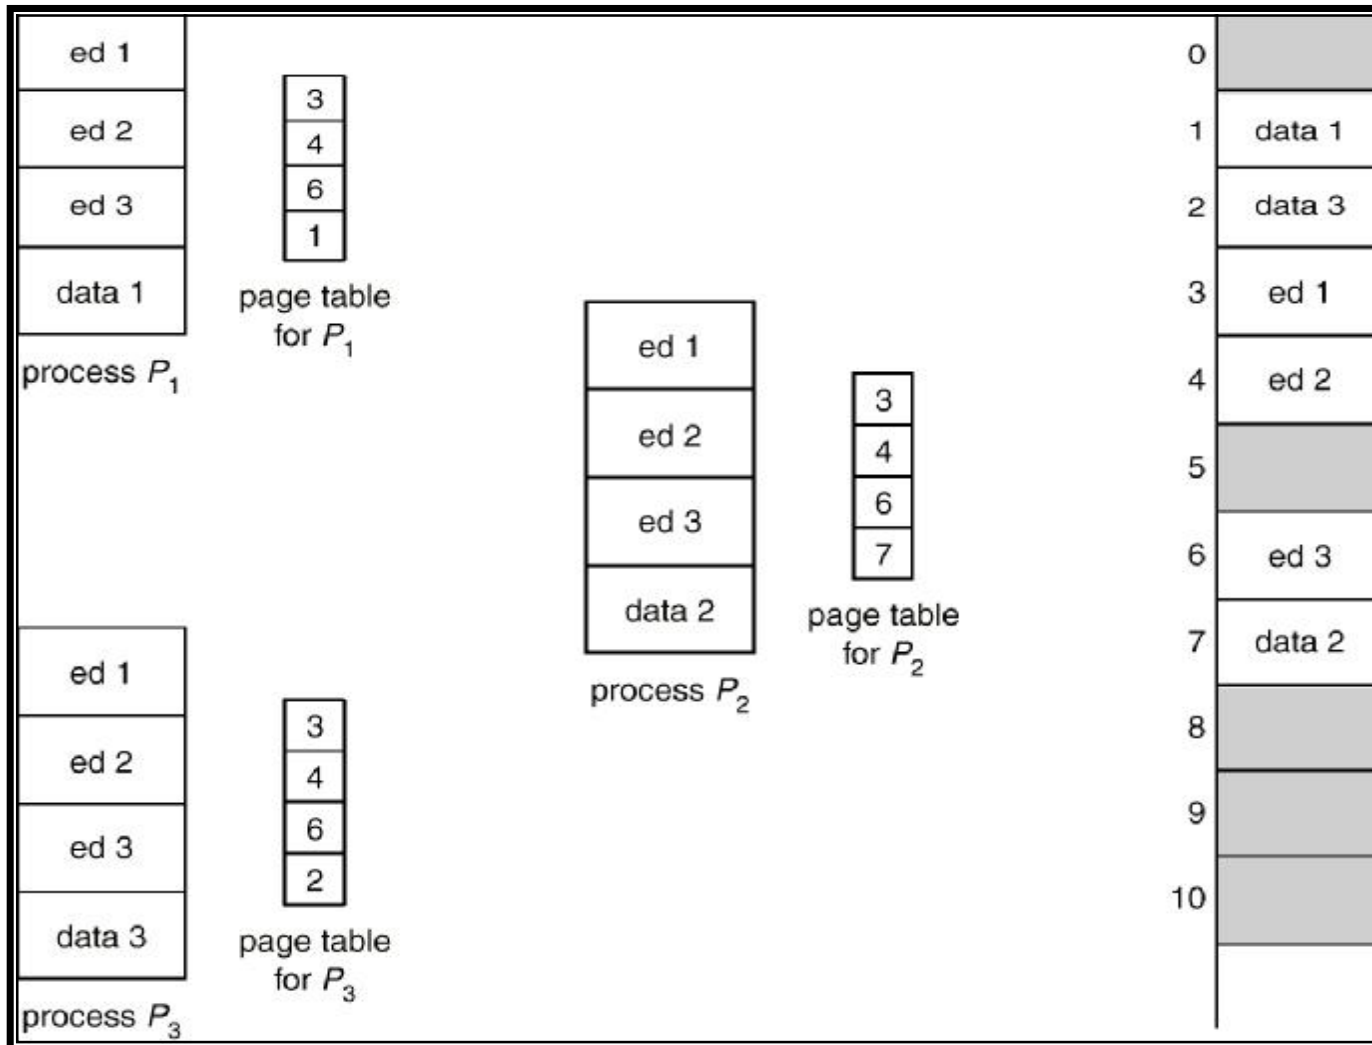 ed 1
ed 2
ed 3
data 1
process P1
3
4
6
1
page table
for P1
ed 1
ed 2
ed 3
data 2
process P2
3
4
6
7
page table
for P2
ed 1
ed 2
ed 3
data 3
process P3
3
4
6
2
page table
for P3
0
1 data 1
2 data 3
3 ed 1
4 ed 2
5
6 ed 3
7 data 2
8
9
10